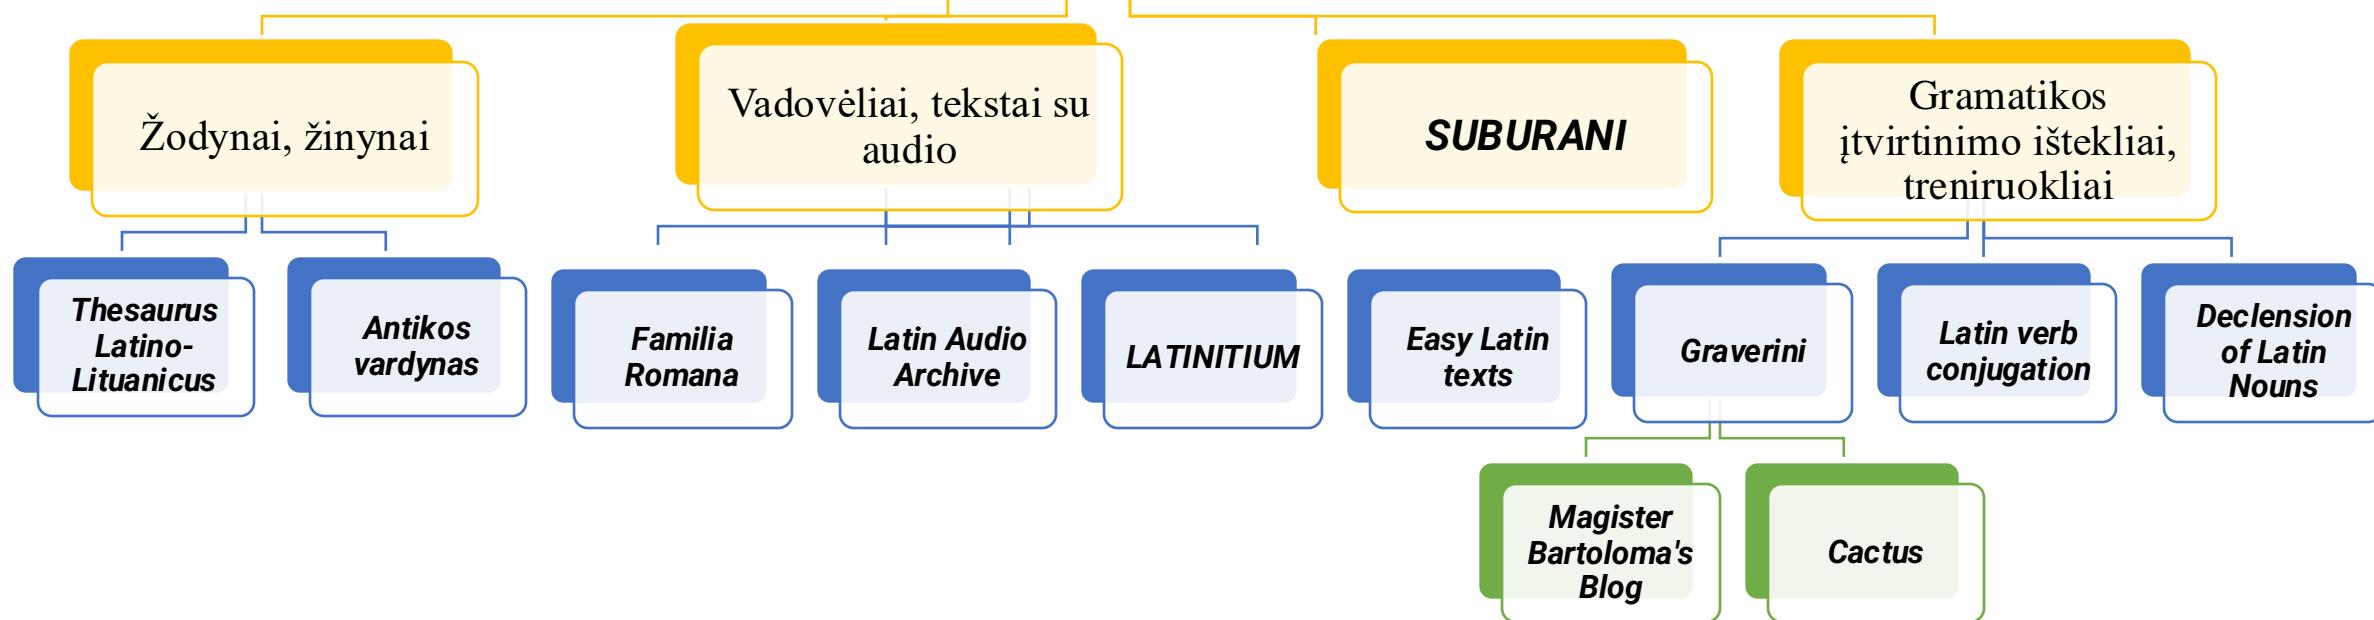 Žodynai, žinynai
Vadovėliai, tekstai su
audio
SUBURANI
Gramatikos
įtvirtinimo ištekliai,
treniruokliai
Thesaurus
Latino-
Lituanicus
Antikos
vardynas
Familia
Romana
Latin Audio
Archive
LATINITIUM
Easy Latin
texts
Graverini
Latin verb
conjugation
Declension
of Latin
Nouns
Magister
Bartoloma's
Blog
Cactus